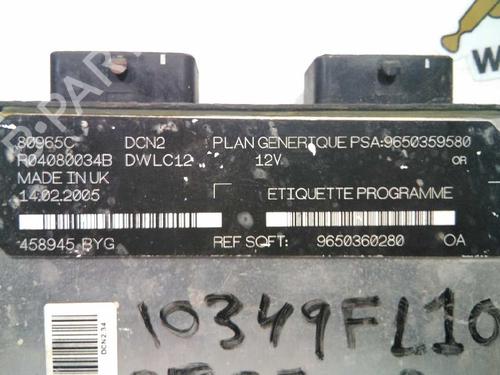 80965C DCN2 PLAN GENERIQUE PSA:9650359580
R04080034B DWLC12 12V. OR
MADE IN UK
14.02.2005 ETIQUETTE PROGRAMME
458945 BYG REF SQFT: 9650360280 OA
DCN2.34
10349FL10